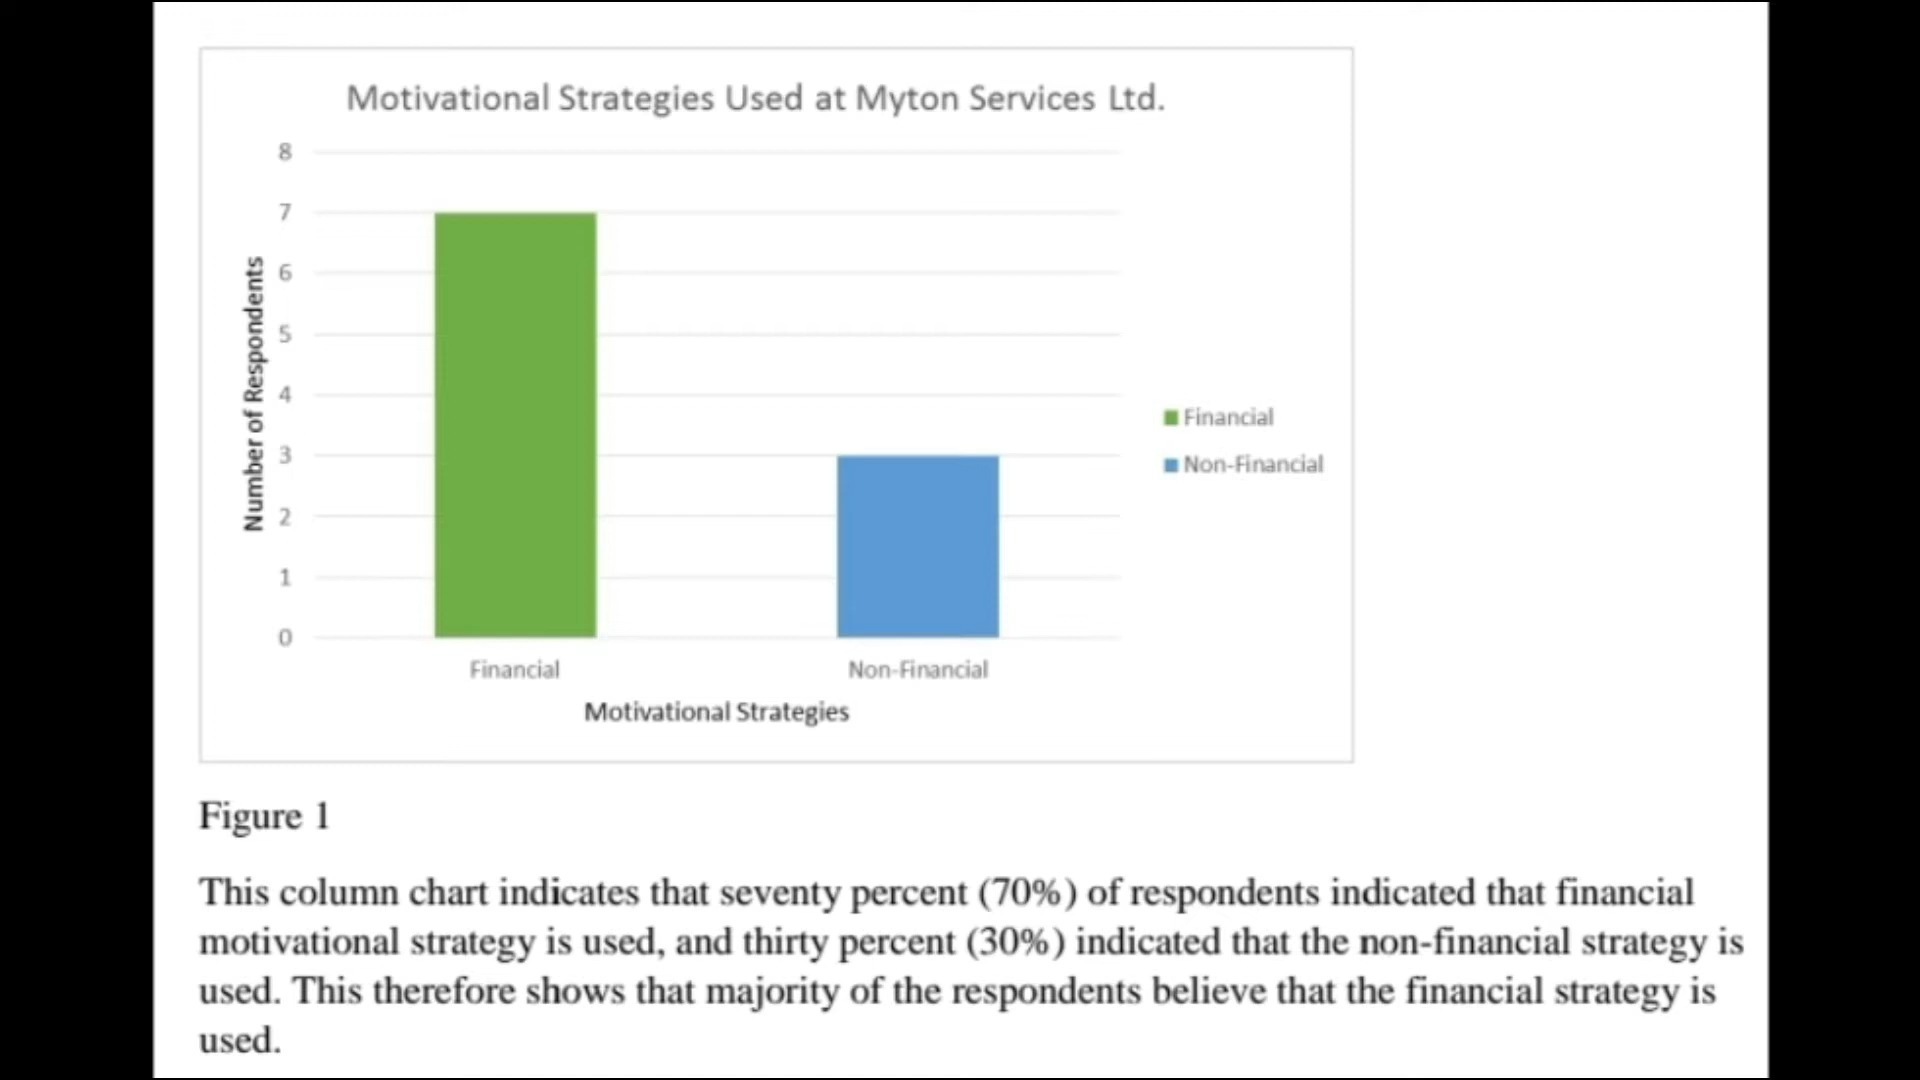 Motivational Strategies Used at Myton Services Ltd.
8
7
6
5
4
3
2
1
0
Number of Respondents
Financial
Non-Financial
Motivational Strategies
Financial
Non-Financial
Figure 1
This column chart indicates that seventy percent (70%) of respondents indicated that financial
motivational strategy is used, and thirty percent (30%) indicated that the non-financial strategy is
used. This therefore shows that majority of the respondents believe that the financial strategy is
used.